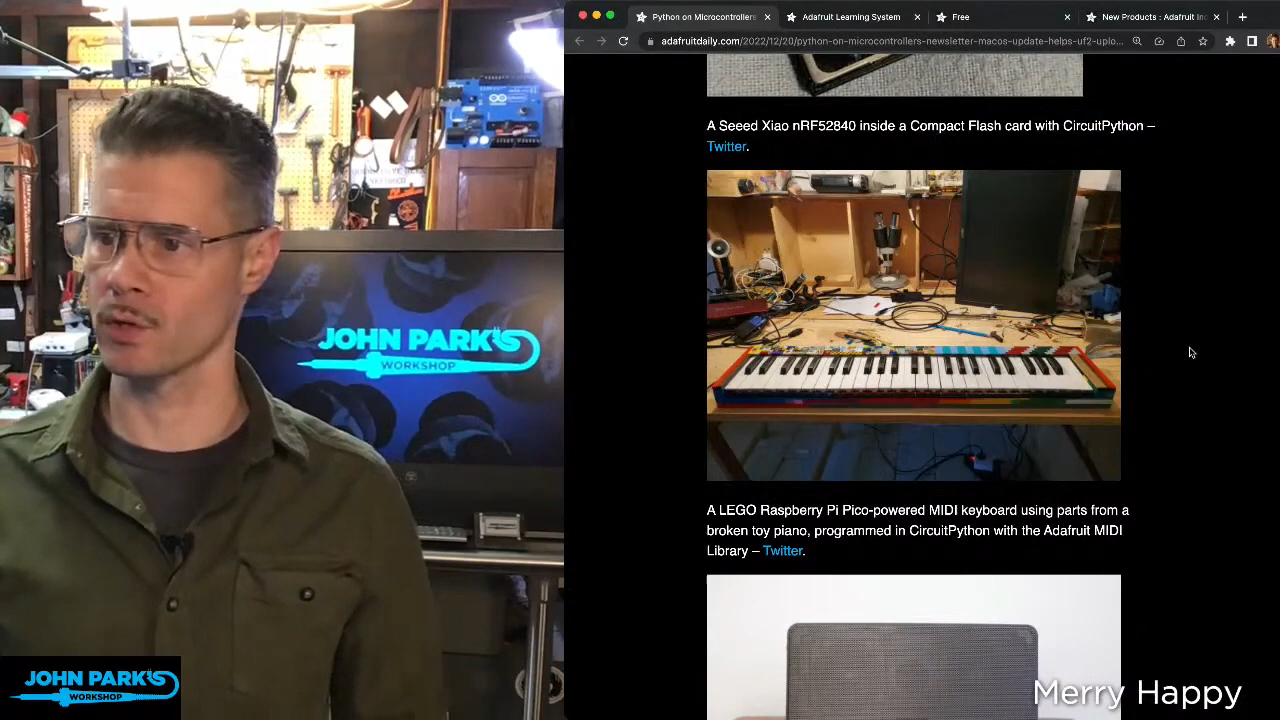 Python on Microcontrollers
Adafruit Learning System
Free
New Products : Adafruit Ind
adafruitdaily.com/2022/12/20/python-on-microcontrollers-newsletter-macos-update-helps-uf2-uplo...
A Seeed Xiao nRF52840 inside a Compact Flash card with CircuitPython –
Twitter.
A LEGO Raspberry Pi Pico-powered MIDI keyboard using parts from a
broken toy piano, programmed in CircuitPython with the Adafruit MIDI
Library – Twitter.
JOHN PARK'S
WORKSHOP
JOHN PARK'S
WORKSHOP
Merry Happy